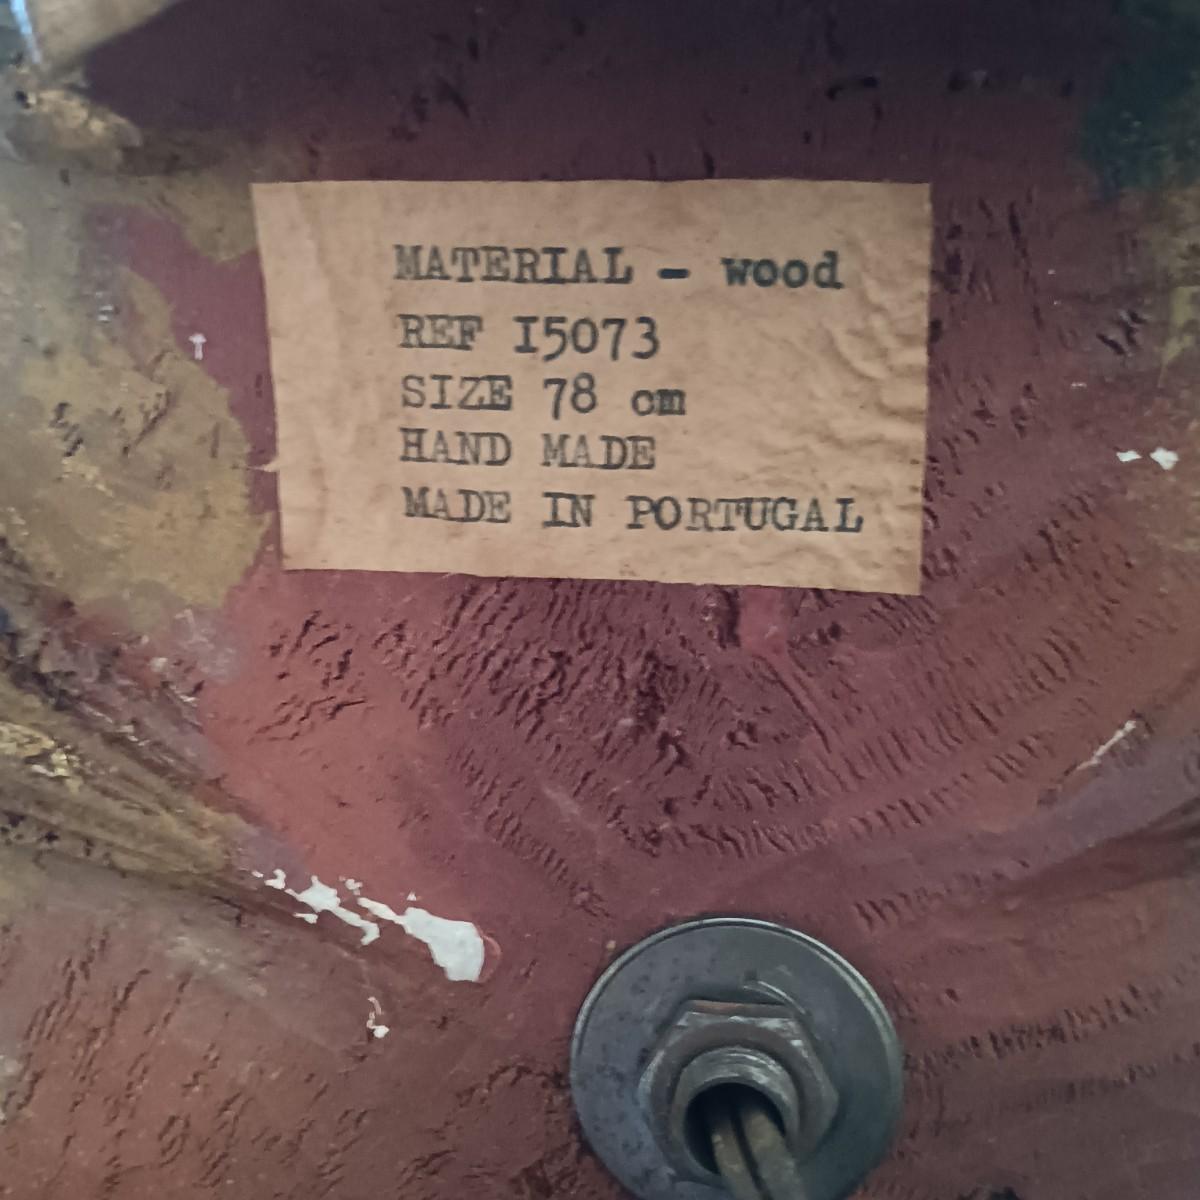 MATERIAL - wood
REF I5073
SIZE 78 cm
HAND MADE
MADE IN PORTUGAL